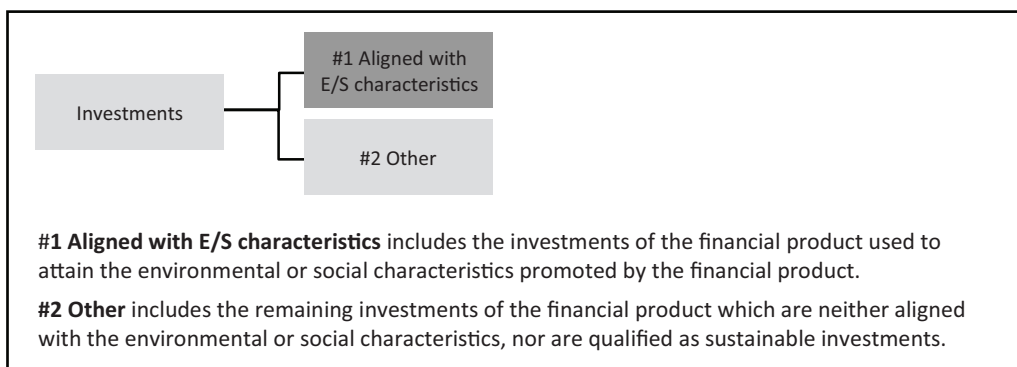 #1 Aligned with
E/S characteristics
Investments
#2 Other
#1 Aligned with E/S characteristics includes the investments of the financial product used to
attain the environmental or social characteristics promoted by the financial product.
#2 Other includes the remaining investments of the financial product which are neither aligned
with the environmental or social characteristics, nor are qualified as sustainable investments.